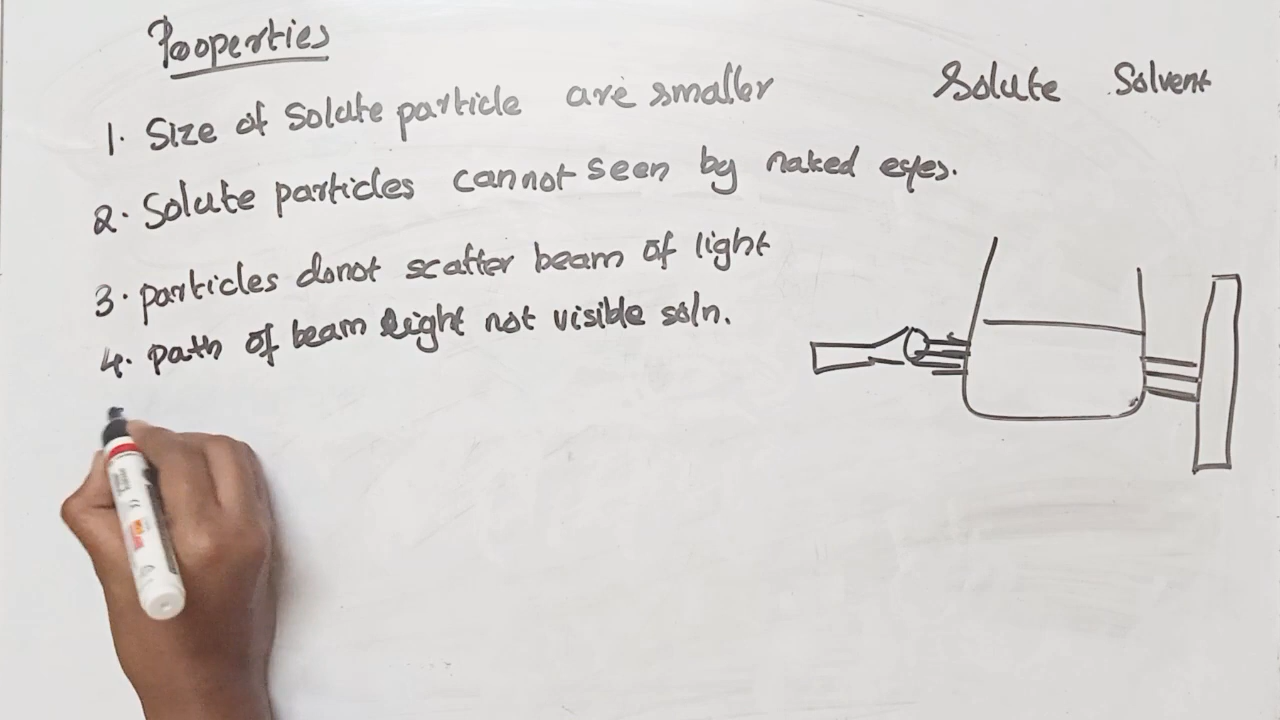 Properties
1. Size of Solute particle are smaller
Solute Solvent
2. Solute particles cannot seen by naked eyes.
3. particles donot scatter beam of light
4. path of beam light not visible soln.